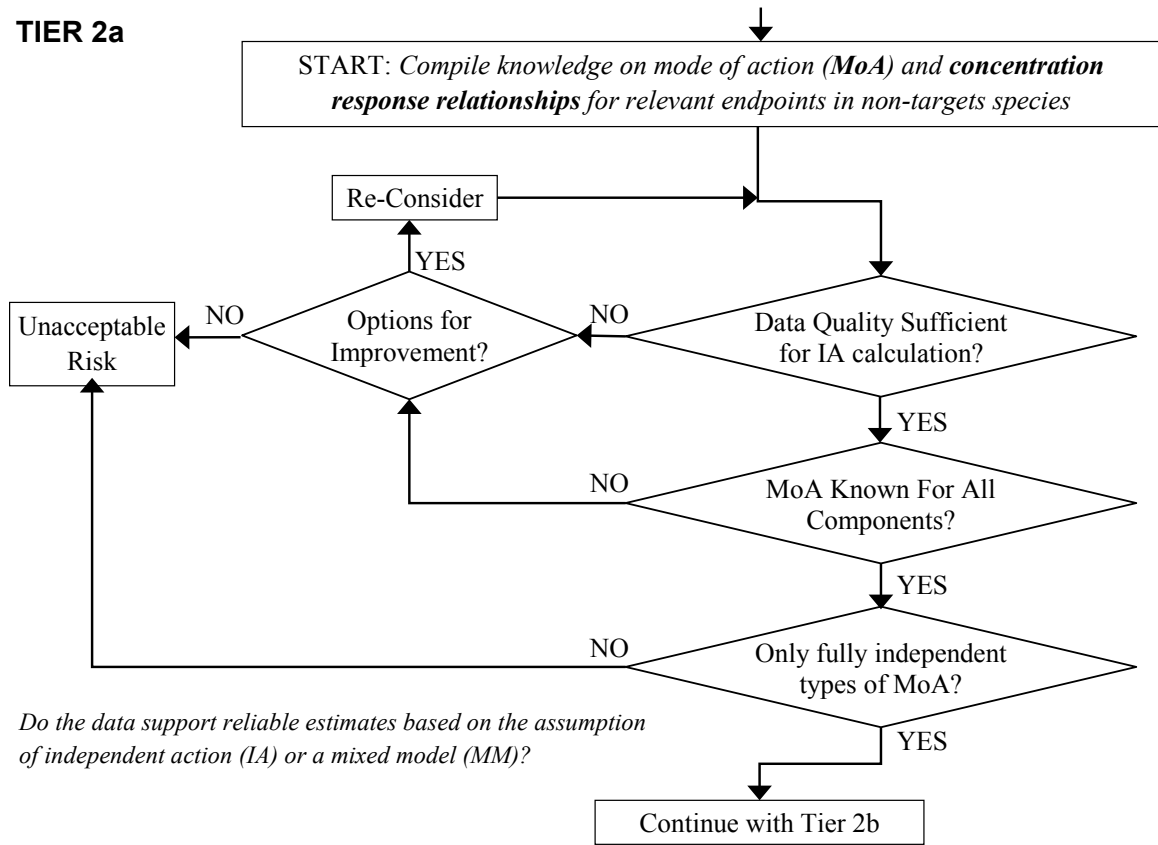 TIER 2a
START: Compile knowledge on mode of action (MoA) and concentration
response relationships for relevant endpoints in non-targets species
Re-Consider
YES
Unacceptable
Risk
NO
Options for
Improvement?
NO
Data Quality Sufficient
for IA calculation?
YES
NO
MoA Known For All
Components?
YES
NO
Only fully independent
types of MoA?
Do the data support reliable estimates based on the assumption
of independent action (IA) or a mixed model (MM)?
YES
Continue with Tier 2b